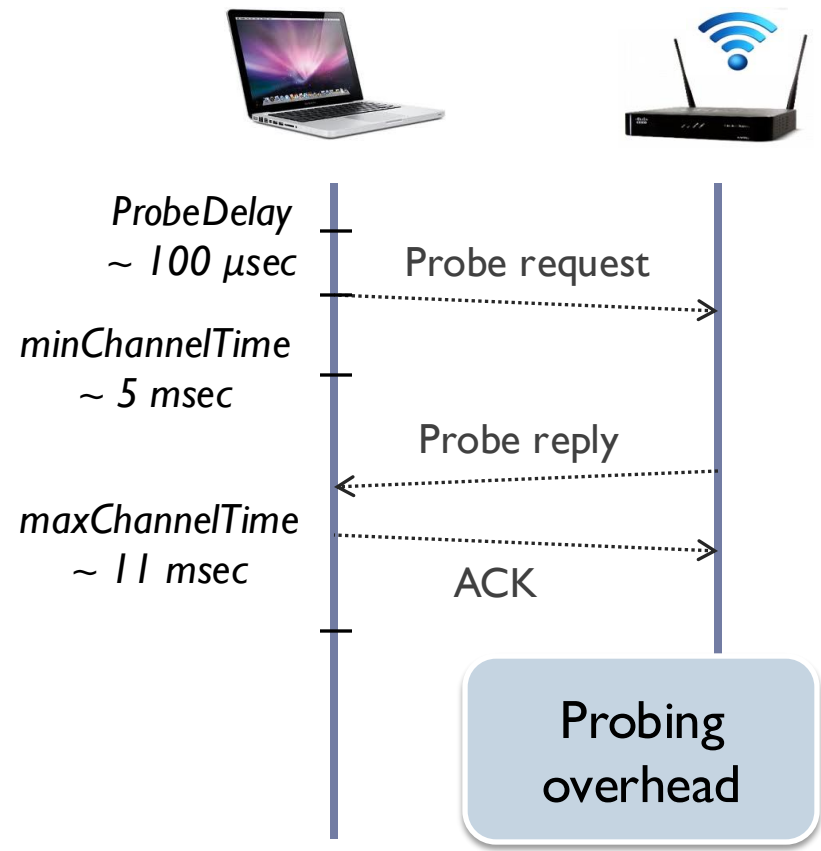 ProbeDelay
~ 100 μsec
Probe request
minChannelTime
~ 5 msec
Probe reply
maxChannelTime
~ 11 msec
ACK
Probing
overhead